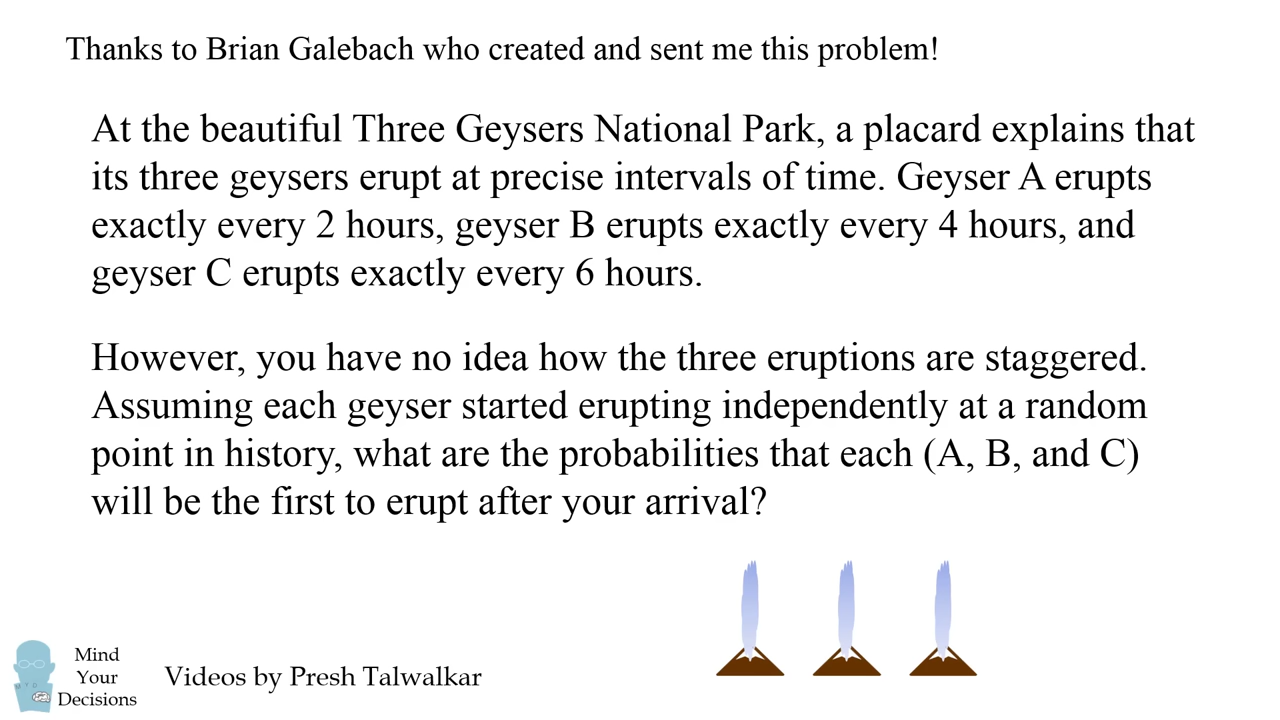 Thanks to Brian Galebach who created and sent me this problem!
At the beautiful Three Geysers National Park, a placard explains that
its three geysers erupt at precise intervals of time. Geyser A erupts
exactly every 2 hours, geyser B erupts exactly every 4 hours, and
geyser C erupts exactly every 6 hours.
However, you have no idea how the three eruptions are staggered.
Assuming each geyser started erupting independently at a random
point in history, what are the probabilities that each (A, B, and C)
will be the first to erupt after your arrival?
Mind
Your
Decisions
Videos by Presh Talwalkar